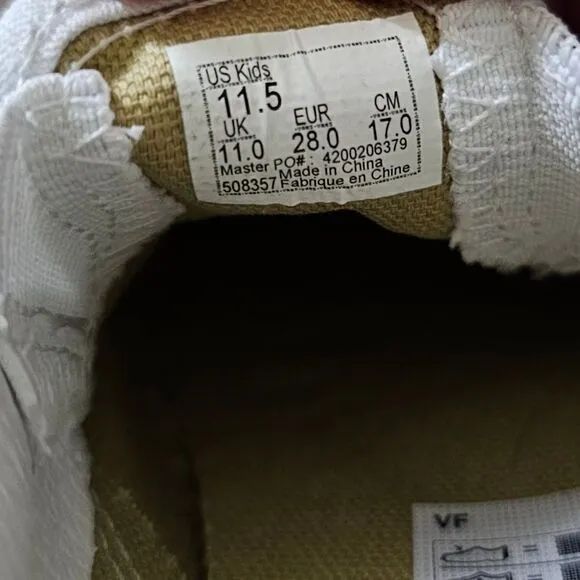 US Kids
11.5
UK EUR CM
11.0 28.0 17.0
Master PO# : 4200206379
Made in China
508357 Fabrique en Chine
VF
=
=